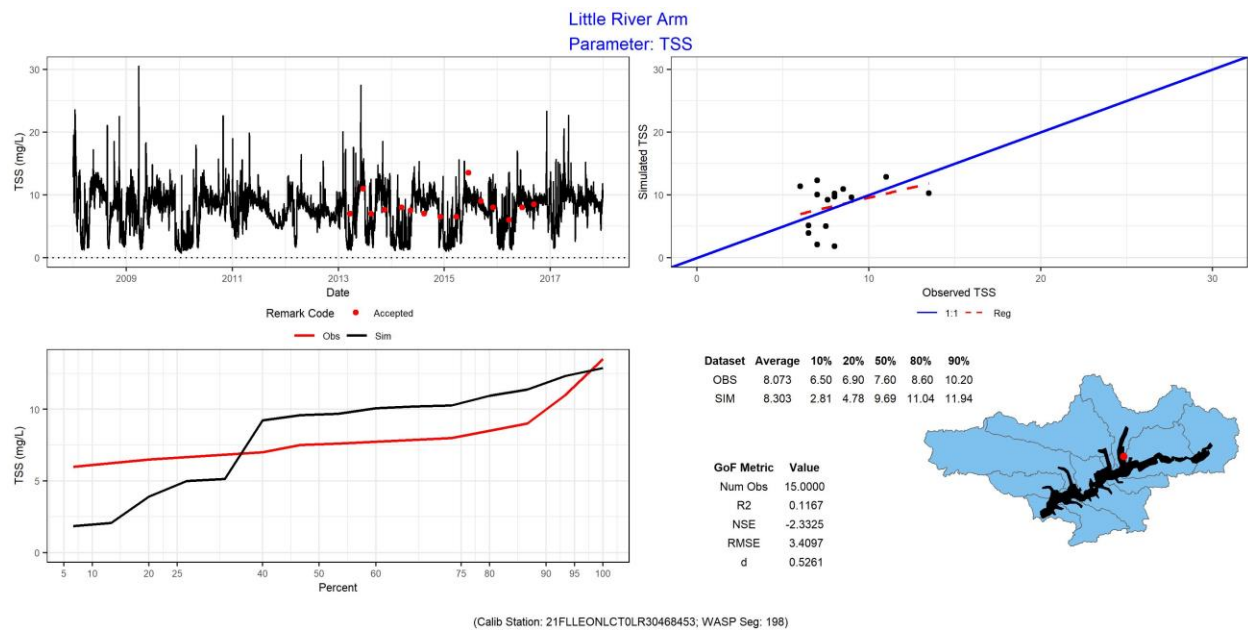 Little River Arm
Parameter: TSS
30
20
10
0
TSS (mg/L)
2009 2011 2013 2015 2017
Date
Remark Code Accepted
30
20
10
0
Simulated TSS
0 10 20 30
Observed TSS
1:1 Reg
Obs Sim
10
5
0
TSS (mg/L)
5 10 20 25 40 50 60 75 80 90 95 100
Percent
Dataset Average 10% 20% 50% 80% 90%
OBS 8.073 6.50 6.90 7.60 8.60 10.20
SIM 8.303 2.81 4.78 9.69 11.04 11.94
GoF Metric Value
Num Obs 15.0000
R2 0.1167
NSE -2.3325
RMSE 3.4097
d 0.5261
(Calib Station: 21FLLEONLCT0LR30468453; WASP Seg: 198)